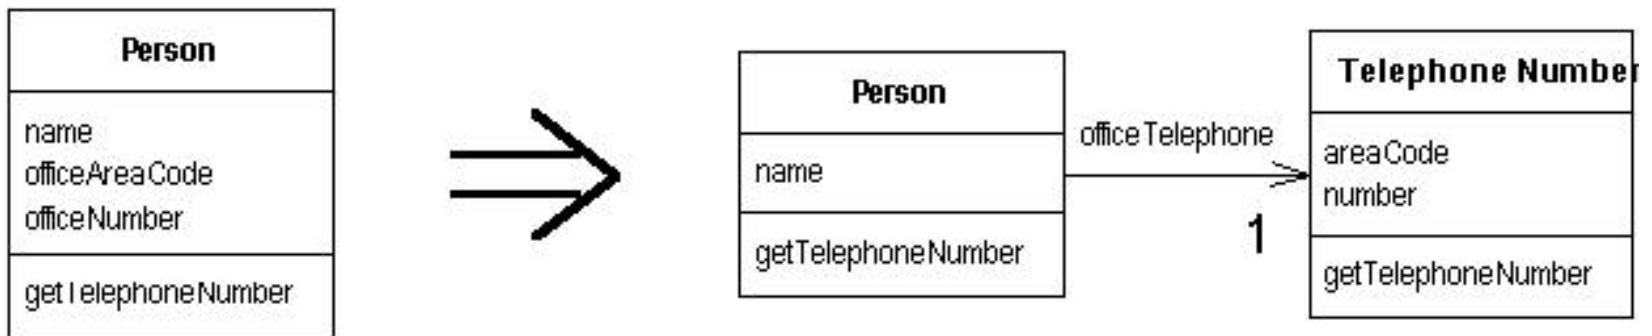 Person
name
officeAreaCode
officeNumber
getTelephoneNumber
Person
name
getTelephoneNumber
officeTelephone
1
Telephone Number
areaCode
number
getTelephoneNumber